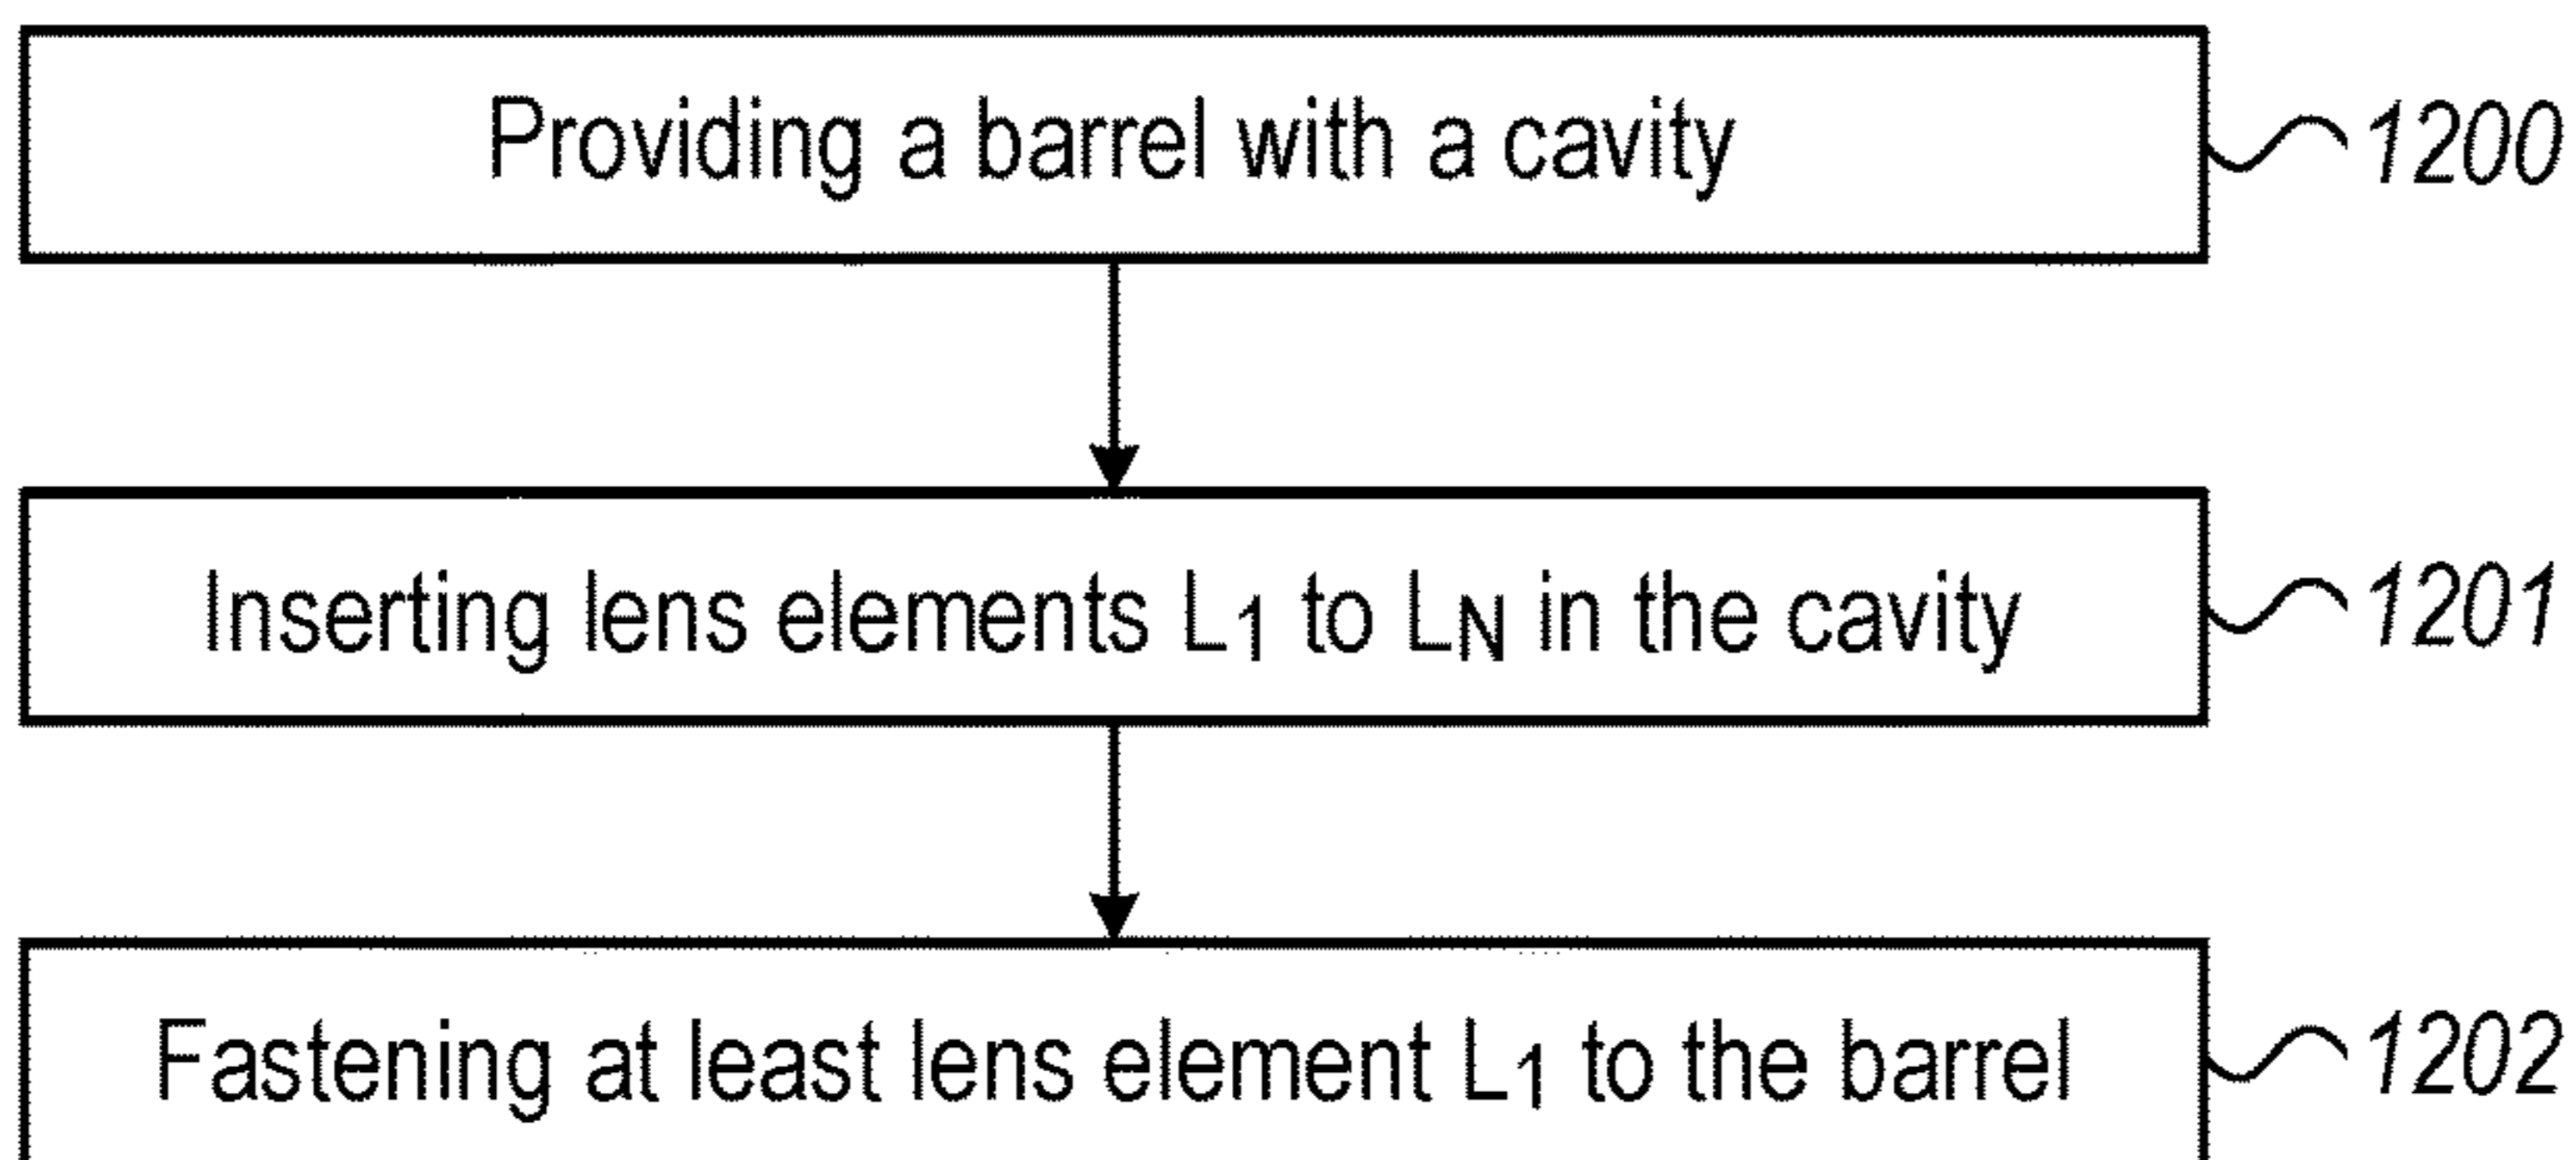 Providing a barrel with a cavity 1200
Inserting lens elements L1 to LN in the cavity 1201
Fastening at least lens element L1 to the barrel 1202